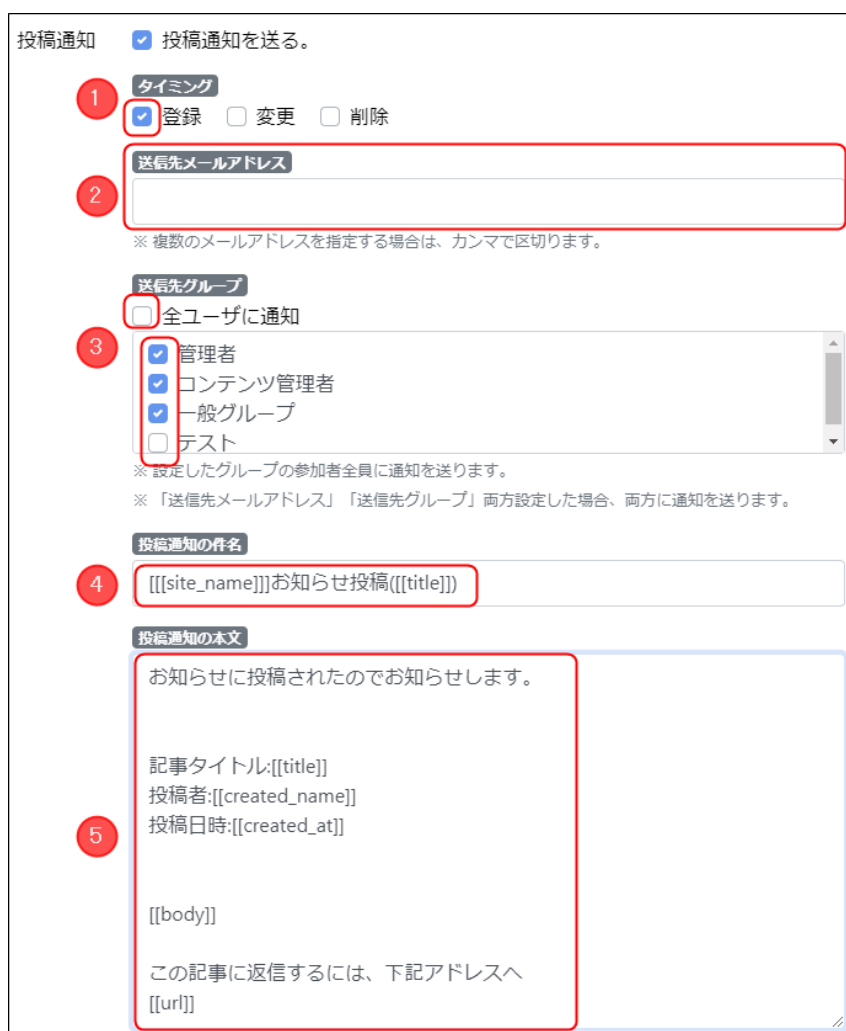 投稿通知 投稿通知を送る。
タイミング
1
登録 変更 削除
送信先メールアドレス
2
※ 複数のメールアドレスを指定する場合は、カンマで区切ります。
送信先グループ
全ユーザに通知
3
管理者
コンテンツ管理者
一般グループ
テスト
※ 設定したグループの参加者全員に通知を送ります。
※ 「送信先メールアドレス」「送信先グループ」両方設定した場合、両方に通知を送ります。
投稿通知の件名
4
[[[site_name]]]お知らせ投稿([[title]])
投稿通知の本文
お知らせに投稿されたのでお知らせします。
記事タイトル:[[title]]
投稿者:[[created_name]]
投稿日時:[[created_at]]
5
[[body]]
この記事に返信するには、下記アドレスへ
[[url]]